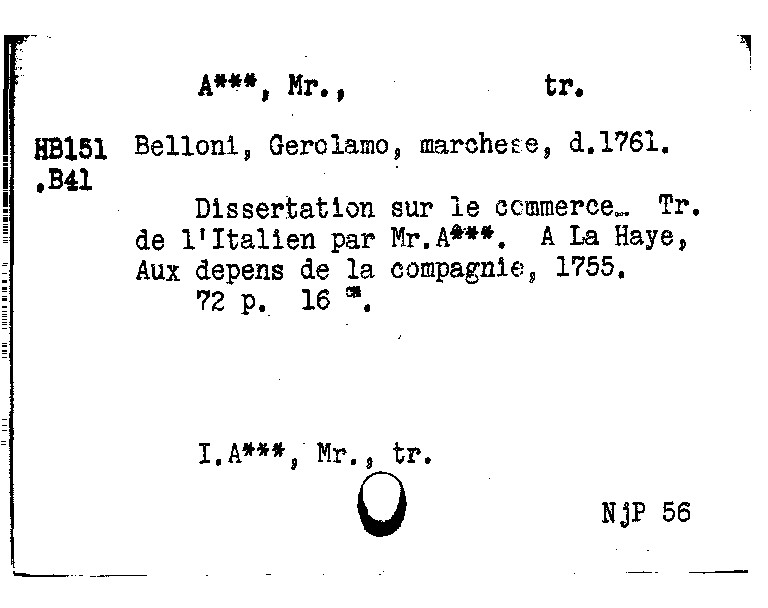 A***, Mr., tr.
HB151 Belloni, Gerolamo, marchese, d.1761.
.B41
Dissertation sur le commerce… Tr.
de l'Italien par Mr.A***. A La Haye,
Aux depens de la compagnie, 1755.
72 p. 16 cm.
I.A***, Mr., tr.
NjP 56